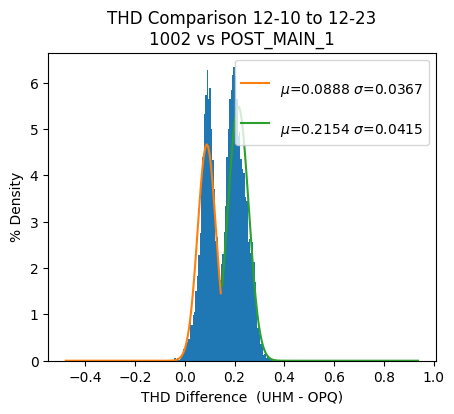 THD Comparison 12-10 to 12-23
1002 vs POST_MAIN_1
μ=0.0888 σ=0.0367
μ=0.2154 σ=0.0415
% Density
6
5
4
3
2
1
0
−0.4 −0.2 0.0 0.2 0.4 0.6 0.8 1.0
THD Difference (UHM - OPQ)